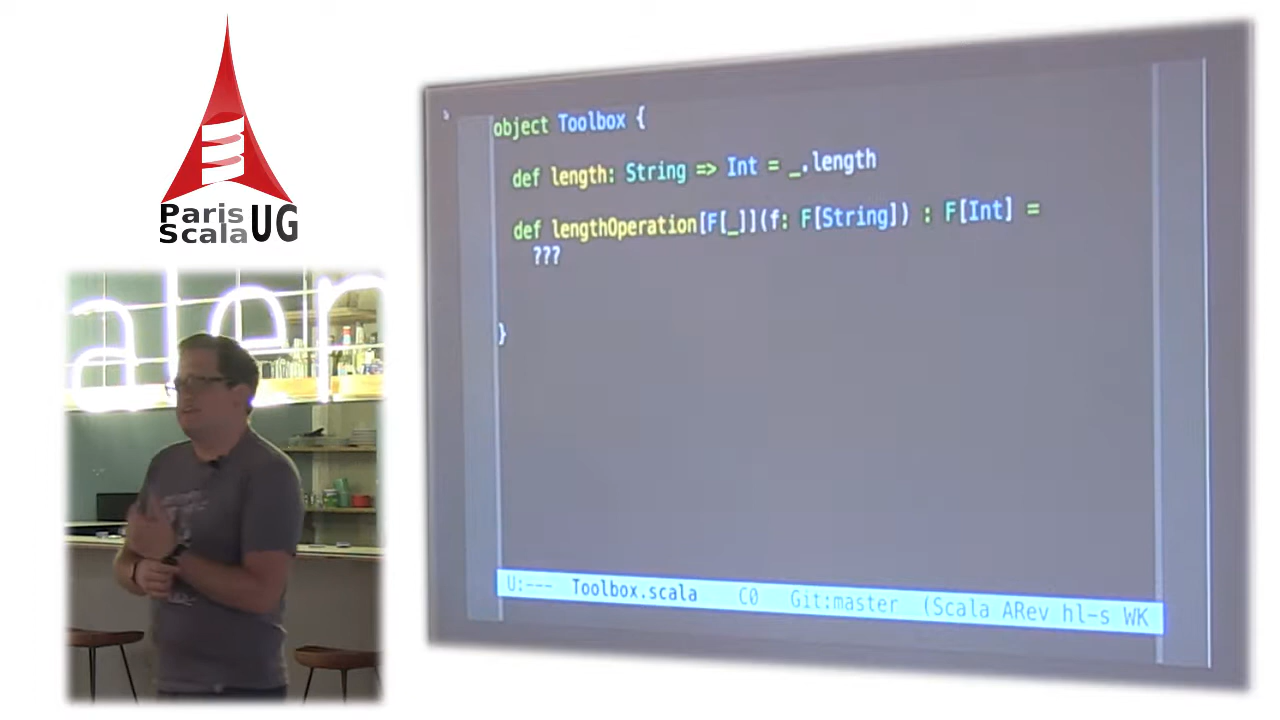 Paris
Scala UG
aler
object Toolbox {
def length: String => Int = _.length
def lengthOperation[F[_]](f: F[String]) : F[Int] =
???
}
U:--- Toolbox.scala C0 Git:master (Scala ARev hl-s WK